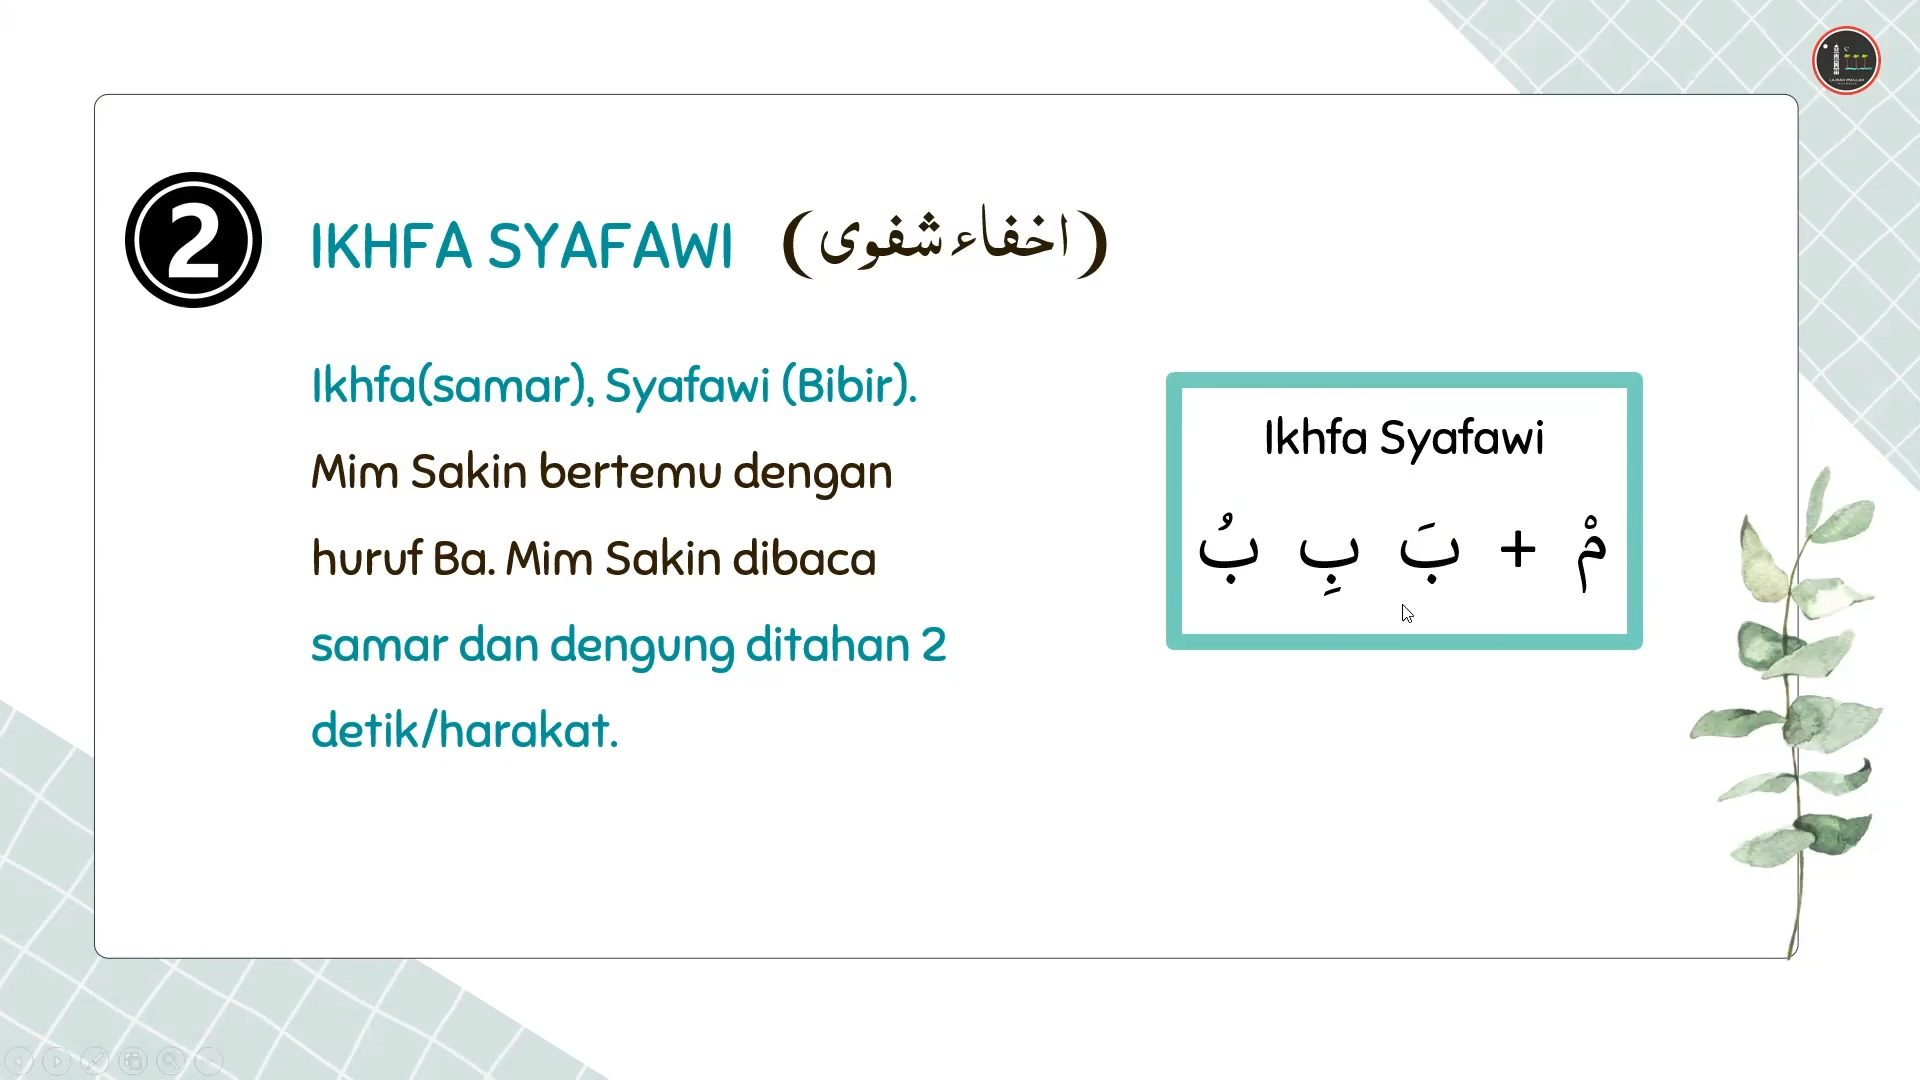 2
IKHFA SYAFAWI (اخفاء شفوى)
Ikhfa(samar), Syafawi (Bibir).
Mim Sakin bertemu dengan
huruf Ba. Mim Sakin dibaca
samar dan dengung ditahan 2
detik/harakat.
Ikhfa Syafawi
مْ + بَ بِ بُ